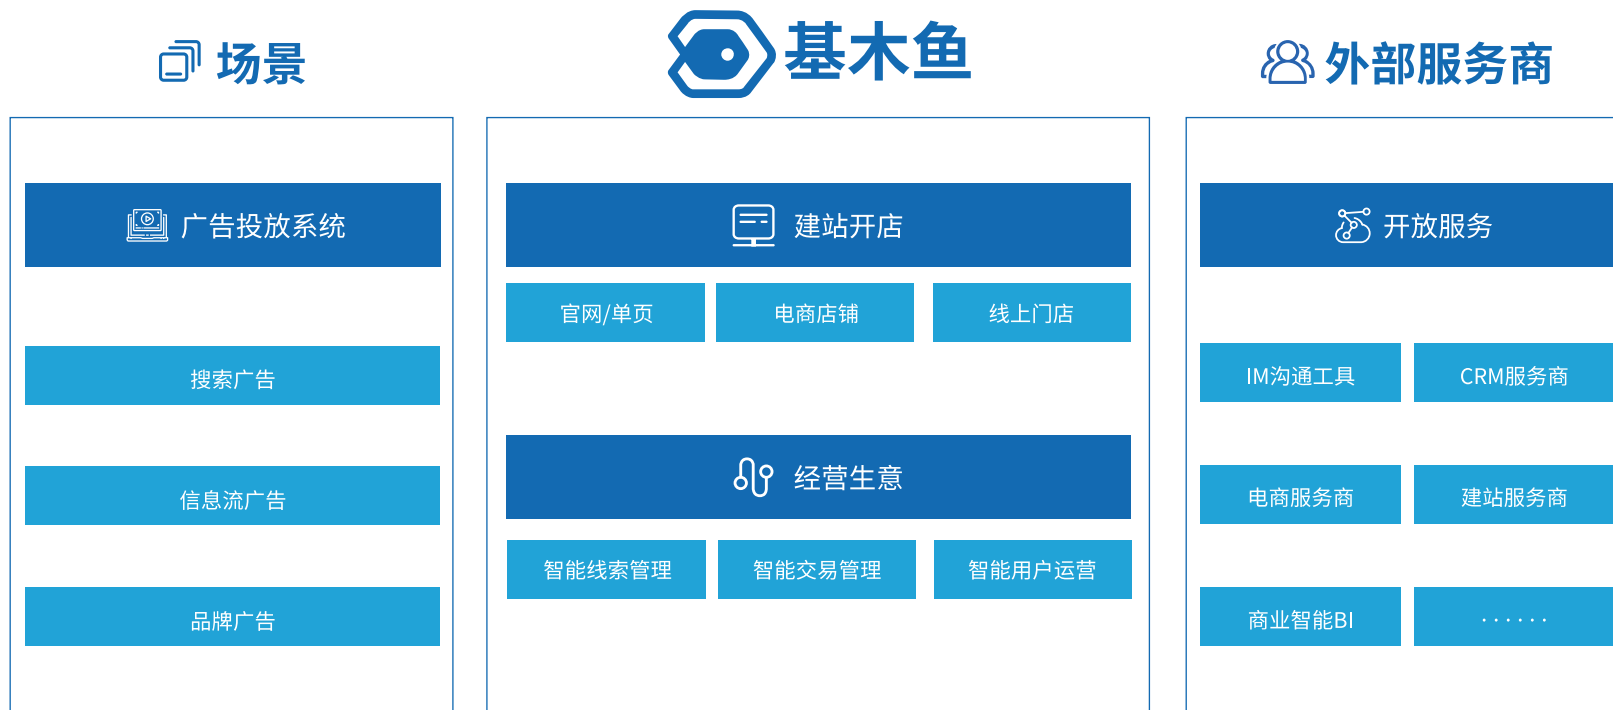 场景
广告投放系统
搜索广告
信息流广告
品牌广告
基木鱼
建站开店
官网/单页
电商店铺
线上门店
经营生意
智能线索管理
智能交易管理
智能用户运营
外部服务商
开放服务
IM沟通工具
CRM服务商
电商服务商
建站服务商
商业智能BI
······